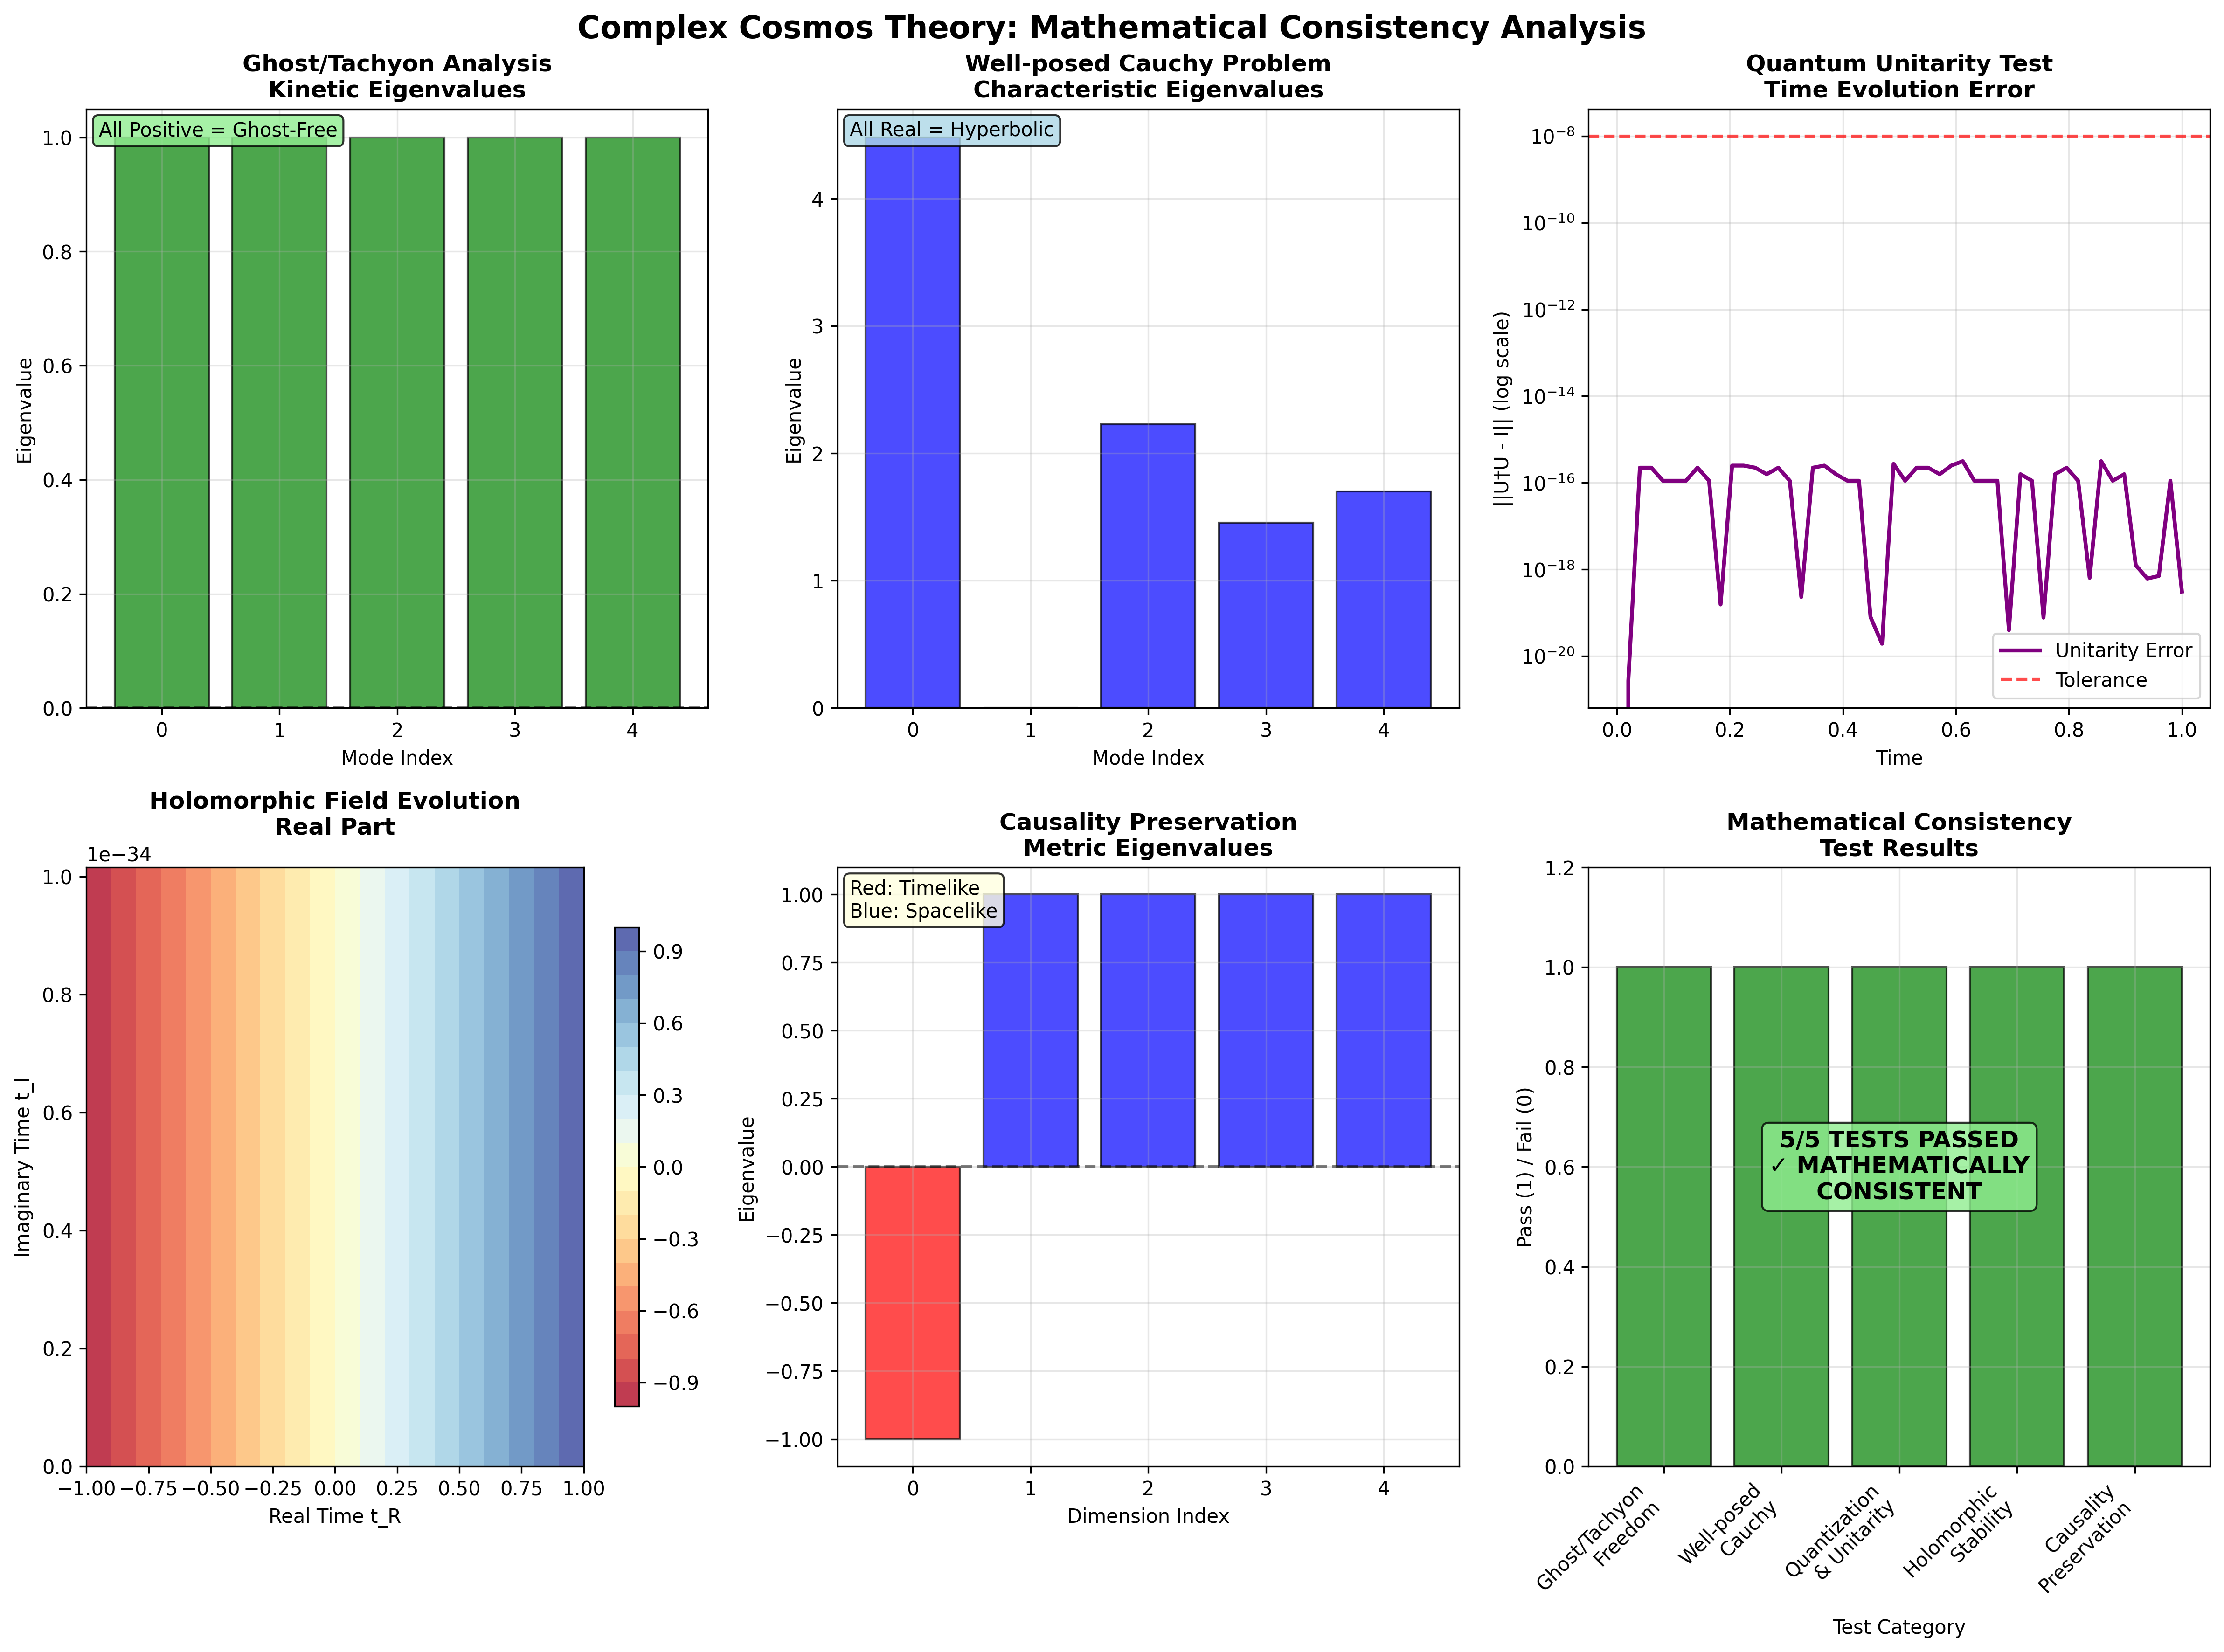 Complex Cosmos Theory: Mathematical Consistency Analysis
Ghost/Tachyon Analysis
Kinetic Eigenvalues
All Positive = Ghost-Free
1.0
0.8
0.6
0.4
0.2
0.0
Eigenvalue
0 1 2 3 4
Mode Index
Well-posed Cauchy Problem
Characteristic Eigenvalues
All Real = Hyperbolic
4
3
2
1
0
Eigenvalue
0 1 2 3 4
Mode Index
Quantum Unitarity Test
Time Evolution Error
10⁻⁸
10⁻¹⁰
10⁻¹²
10⁻¹⁴
10⁻¹⁶
10⁻¹⁸
10⁻²⁰
||U†U - I|| (log scale)
Unitarity Error
Tolerance
0.0 0.2 0.4 0.6 0.8 1.0
Time
Holomorphic Field Evolution
Real Part
1e−34
1.0
0.8
0.6
0.4
0.2
0.0
Imaginary Time t_I
−1.00 −0.75 −0.50 −0.25 0.00 0.25 0.50 0.75 1.00
Real Time t_R
0.9
0.6
0.3
0.0
−0.3
−0.6
−0.9
Causality Preservation
Metric Eigenvalues
Red: Timelike
Blue: Spacelike
1.00
0.75
0.50
0.25
0.00
−0.25
−0.50
−0.75
−1.00
Eigenvalue
0 1 2 3 4
Dimension Index
Mathematical Consistency
Test Results
1.2
1.0
0.8
0.6
0.4
0.2
0.0
Pass (1) / Fail (0)
5/5 TESTS PASSED
✓ MATHEMATICALLY
CONSISTENT
Ghost/Tachyon
Freedom
Well-posed
Cauchy
Quantization
& Unitarity
Holomorphic
Stability
Causality
Preservation
Test Category